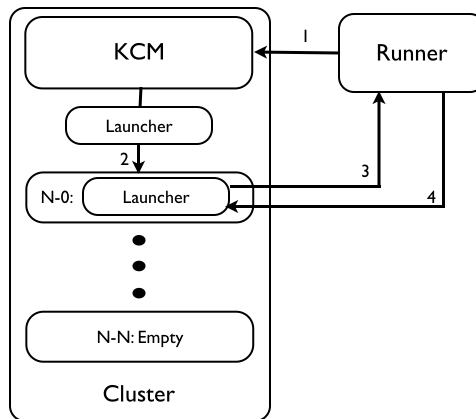 KCM
1
Runner
Launcher
2
N-0:
Launcher
3
4
N-N: Empty
Cluster